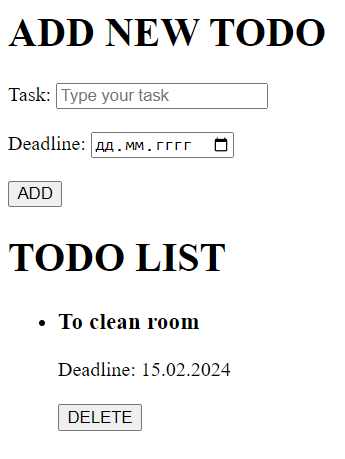 ADD NEW TODO
Task: Type your task
Deadline: дд.мм.гггг
ADD
TODO LIST
To clean room
Deadline: 15.02.2024
DELETE